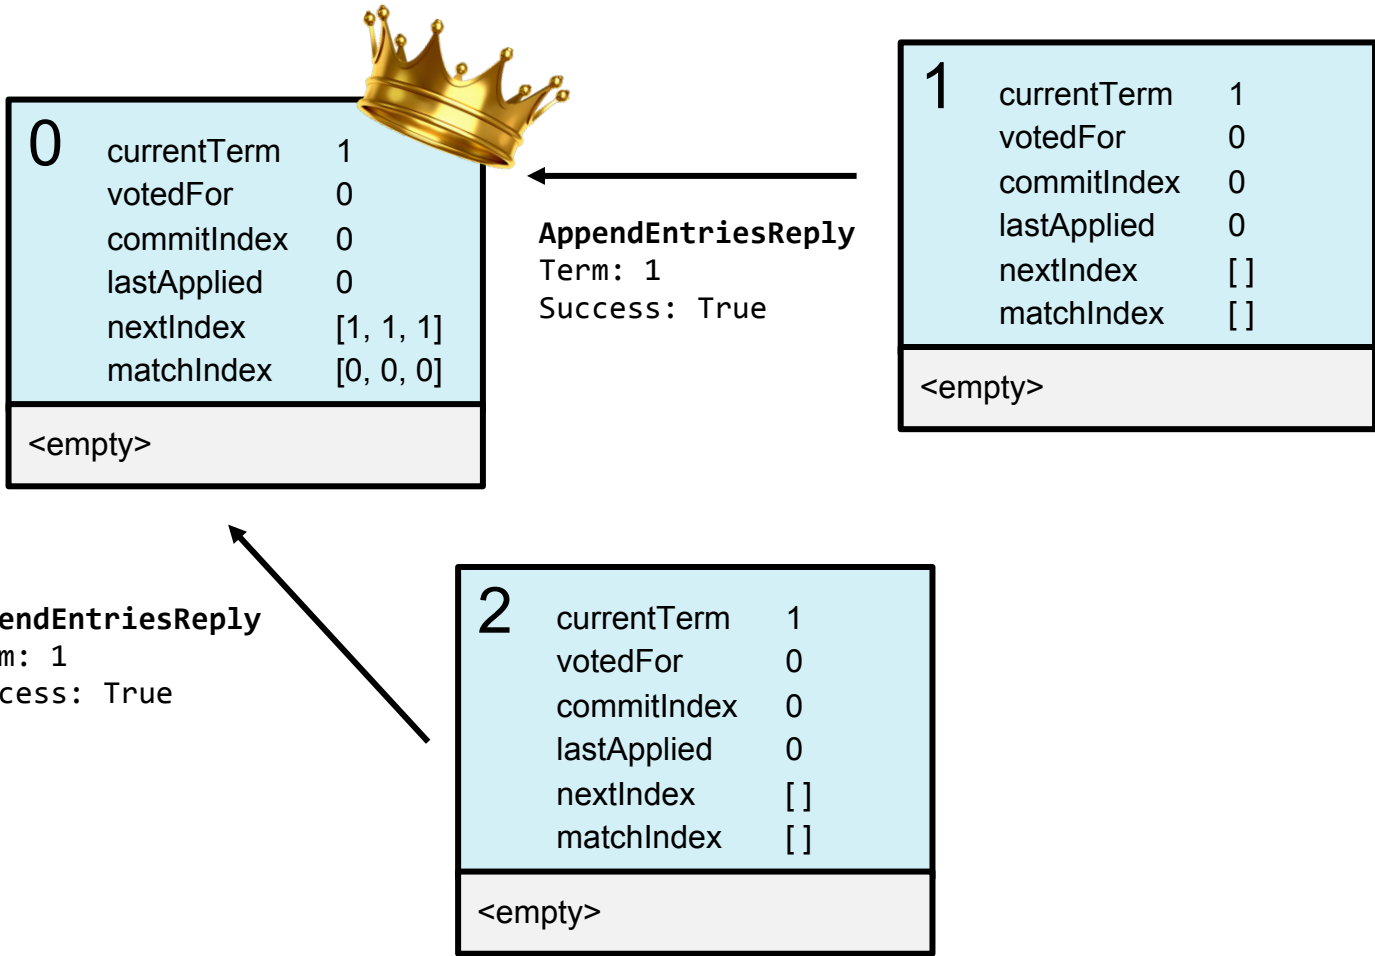 0
currentTerm 1
votedFor 0
commitIndex 0
lastApplied 0
nextIndex [1, 1, 1]
matchIndex [0, 0, 0]
<empty>
AppendEntriesReply
Term: 1
Success: True
1
currentTerm 1
votedFor 0
commitIndex 0
lastApplied 0
nextIndex [ ]
matchIndex [ ]
<empty>
endEntriesReply
m: 1
cess: True
2
currentTerm 1
votedFor 0
commitIndex 0
lastApplied 0
nextIndex [ ]
matchIndex [ ]
<empty>